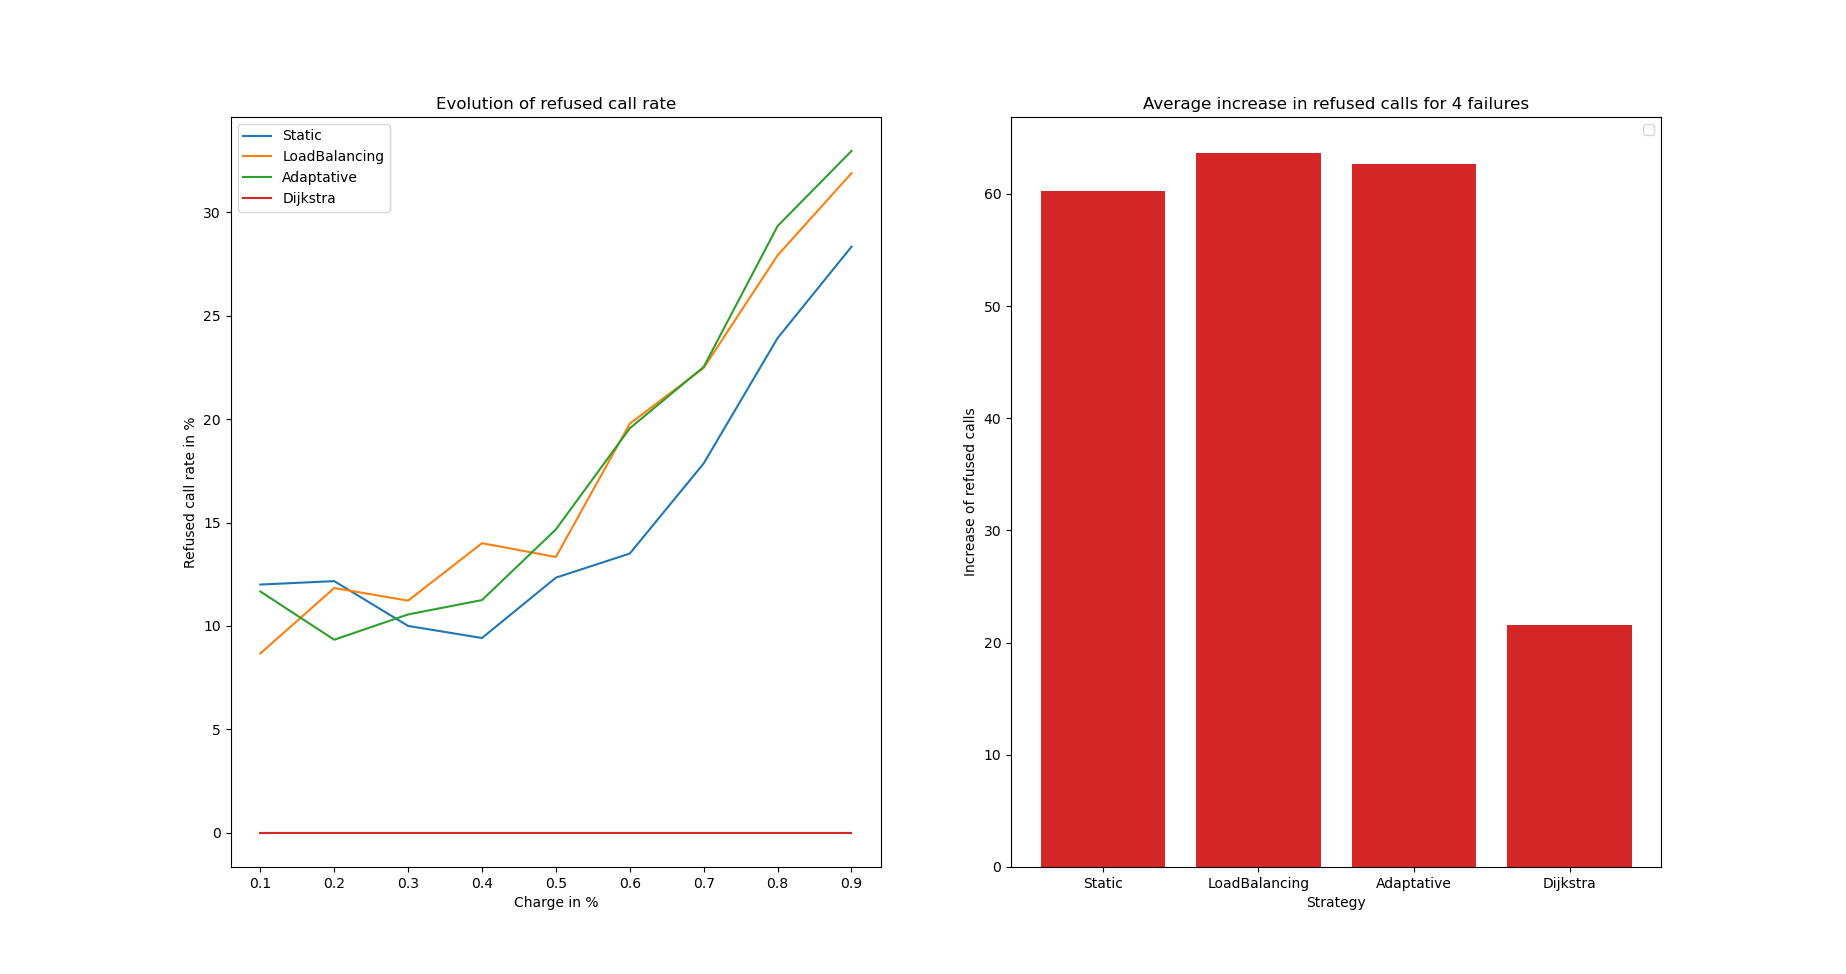 Evolution of refused call rate
Static
LoadBalancing
Adaptative
Dijkstra
Refused call rate in %
30
25
20
15
10
5
0
0.1 0.2 0.3 0.4 0.5 0.6 0.7 0.8 0.9
Charge in %
Average increase in refused calls for 4 failures
Increase of refused calls
60
50
40
30
20
10
0
Static LoadBalancing Adaptative Dijkstra
Strategy